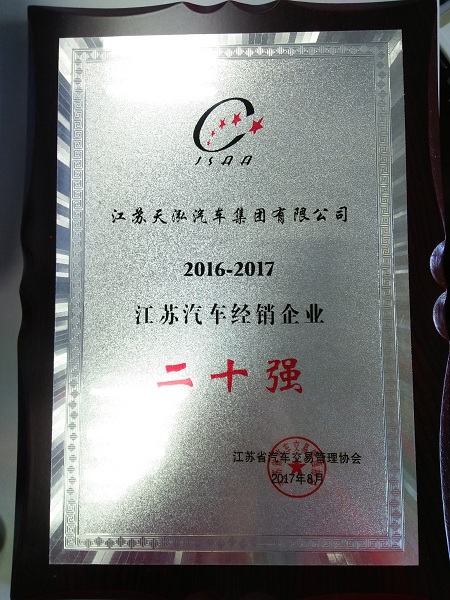 JSAA
江苏天泓汽车集团有限公司
2016-2017
江苏汽车经销企业
二十强
江苏省汽车交易管理协会
2017年8月